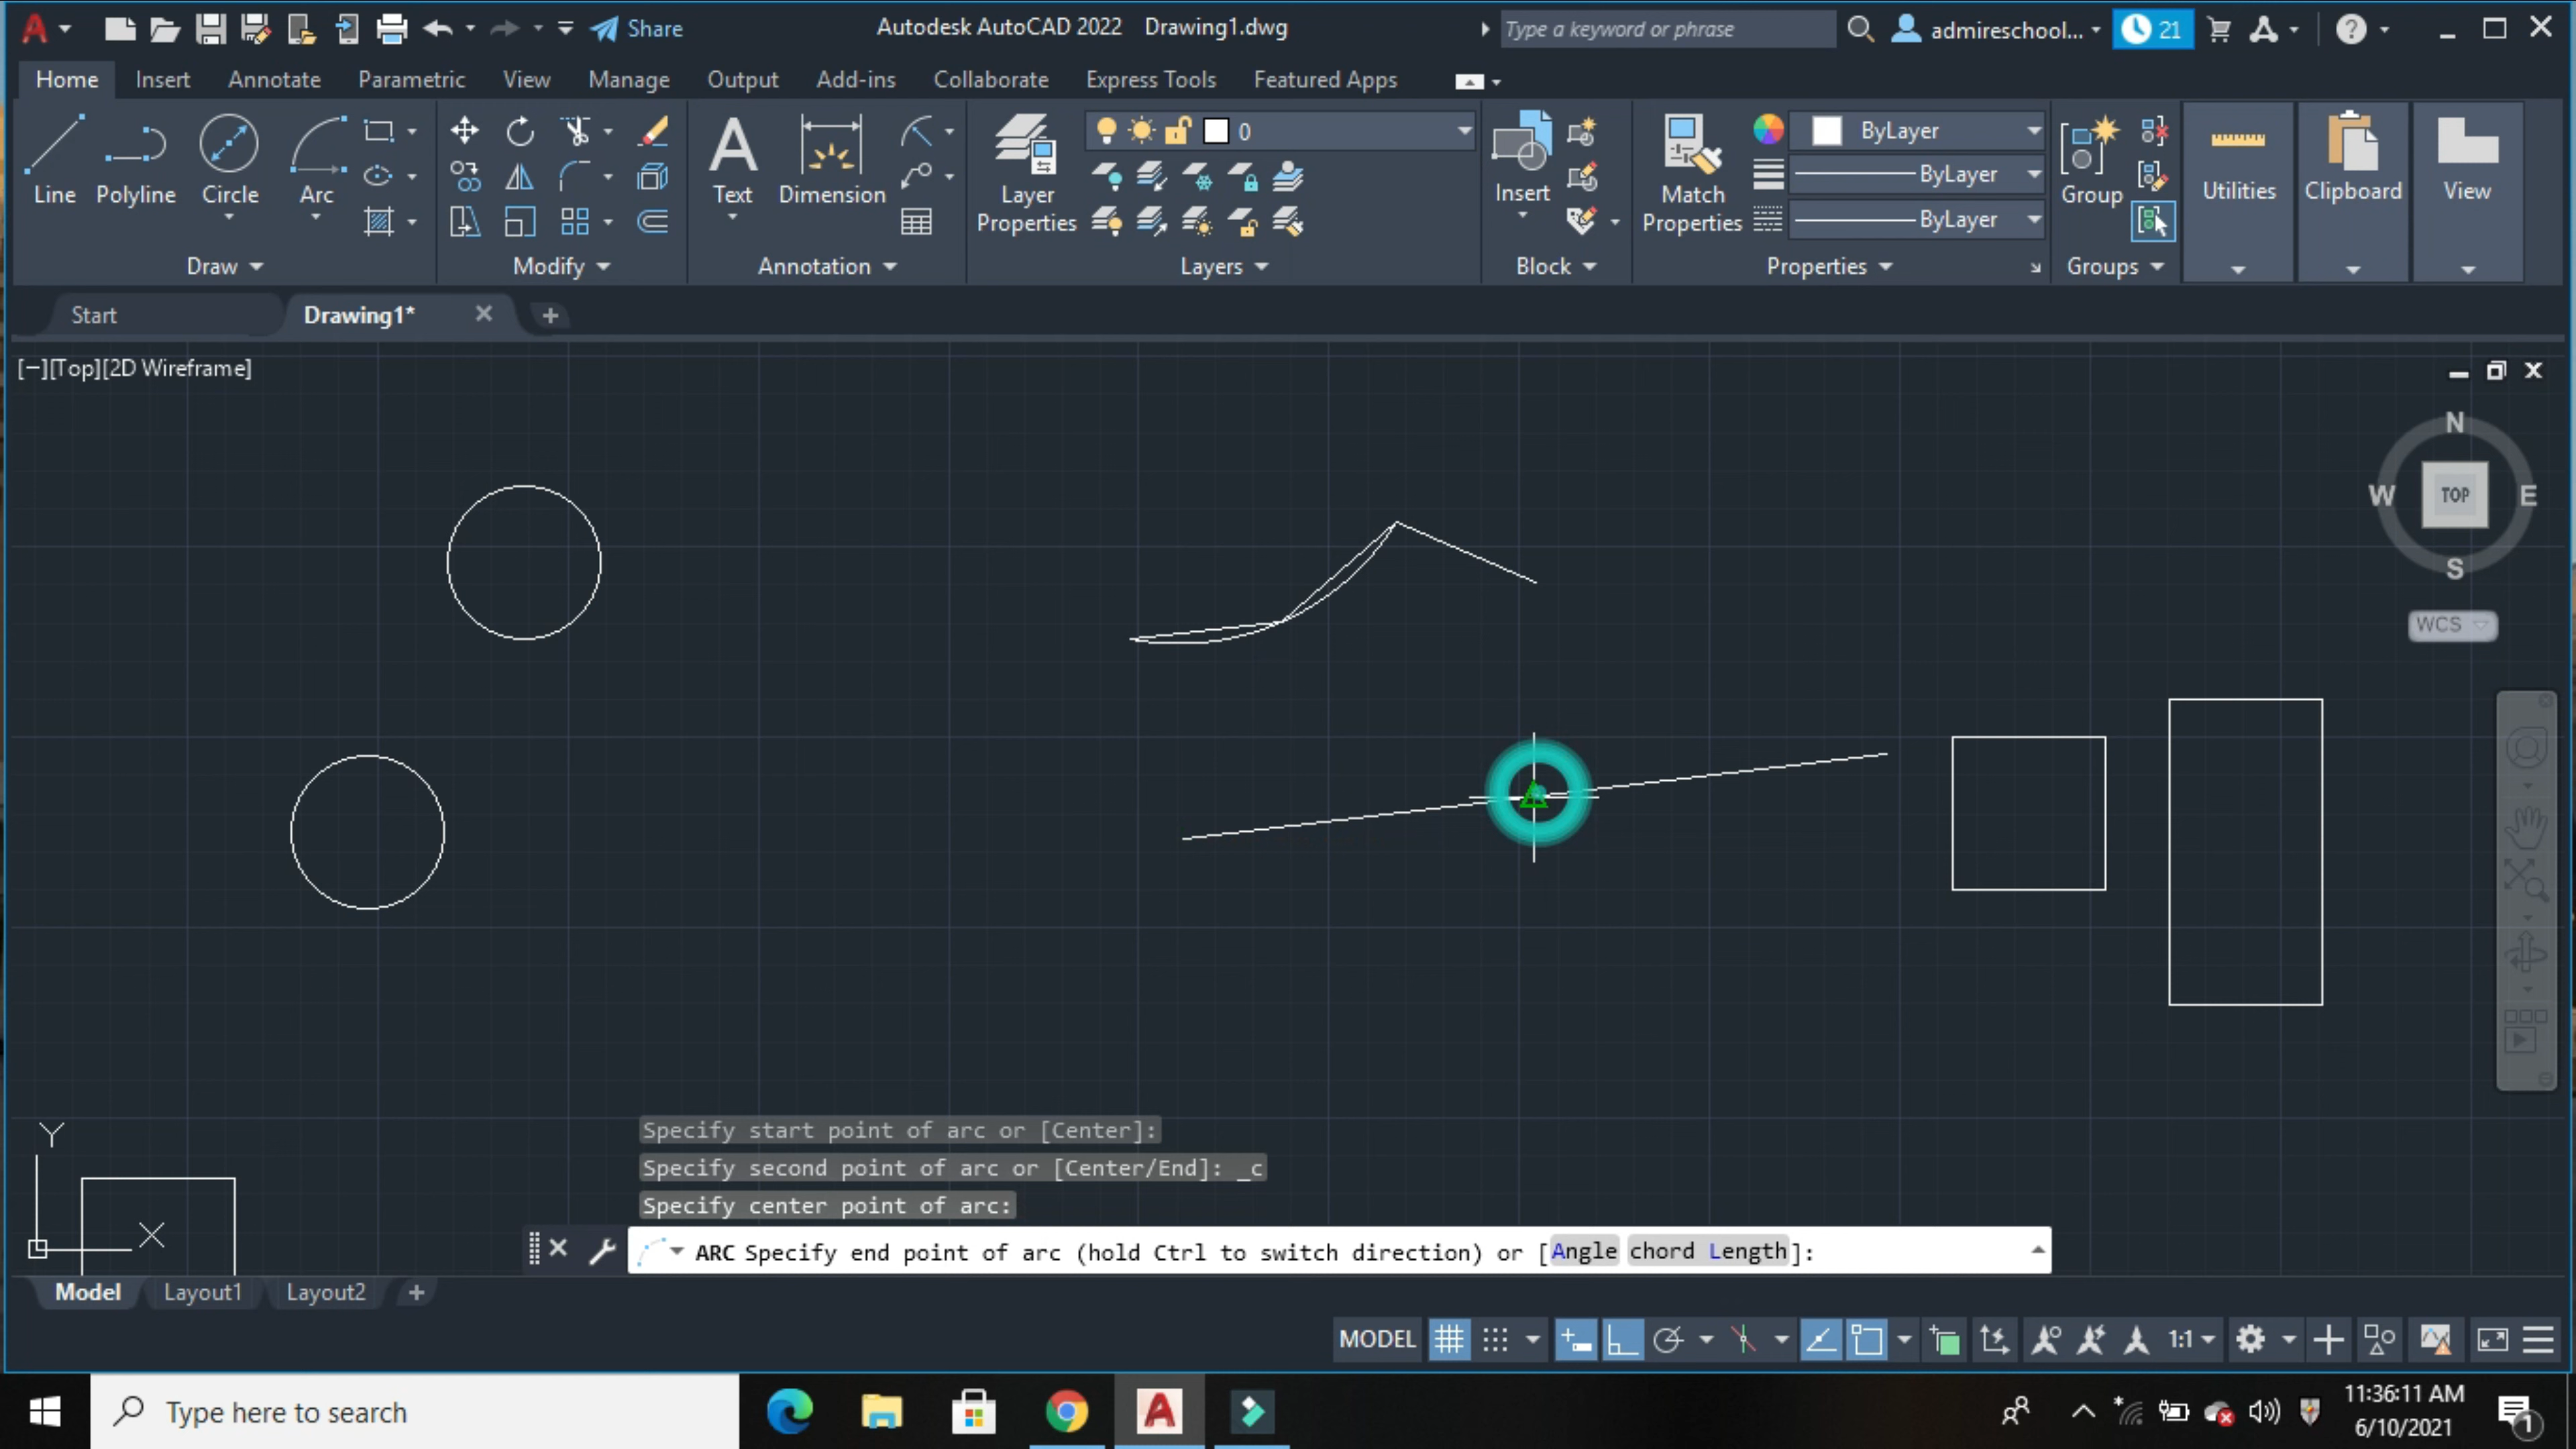 Share
Autodesk AutoCAD 2022 Drawing1.dwg
Type a keyword or phrase
admireschool...
21
Home Insert Annotate Parametric View Manage Output Add-ins Collaborate Express Tools Featured Apps
Line Polyline Circle Arc
Text Dimension
Layer Properties
0
Insert
Match Properties
ByLayer
ByLayer
ByLayer
Group
Utilities Clipboard View
Draw Modify Annotation Layers Block Properties Groups
Start Drawing1*
[−][Top][2D Wireframe]
N
W TOP E
S
WCS
Y
X
Specify start point of arc or [Center]:
Specify second point of arc or [Center/End]: _c
Specify center point of arc:
ARC Specify end point of arc (hold Ctrl to switch direction) or [Angle chord Length]:
Model Layout1 Layout2
MODEL 1:1
Type here to search
11:36:11 AM
6/10/2021
1